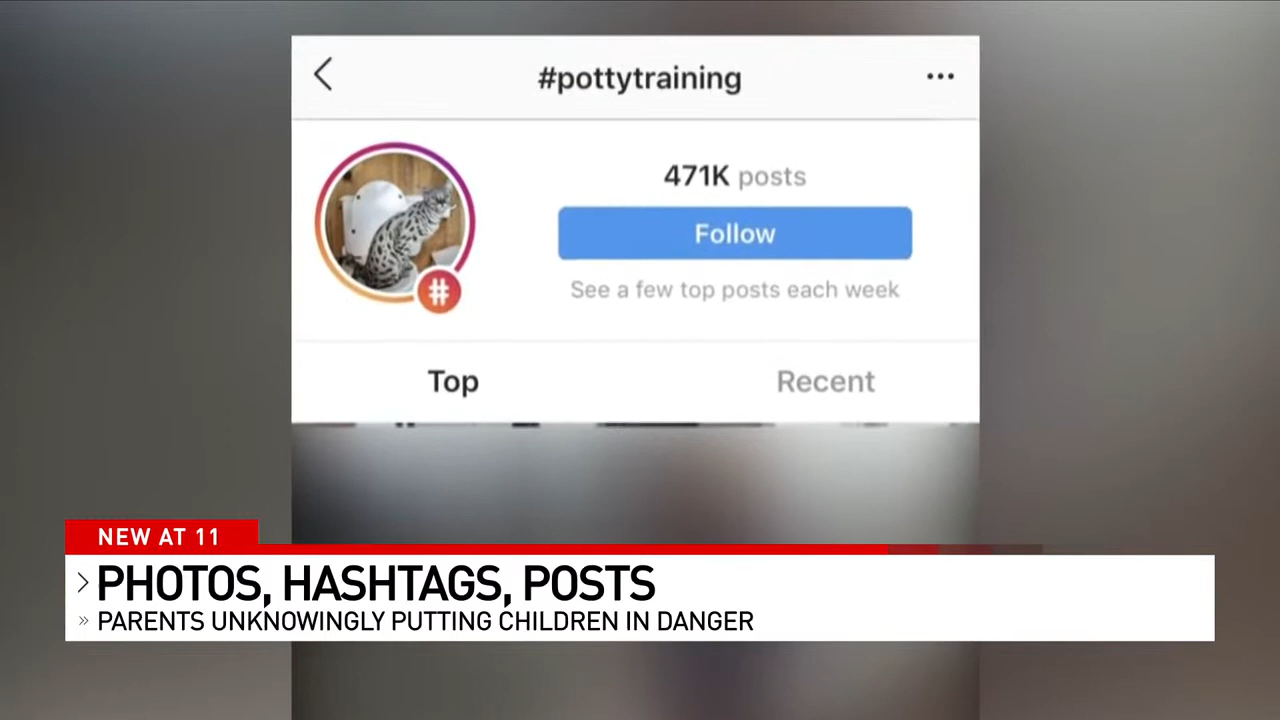 #pottytraining
471K posts
Follow
See a few top posts each week
#
Top Recent
NEW AT 11
PHOTOS, HASHTAGS, POSTS
PARENTS UNKNOWINGLY PUTTING CHILDREN IN DANGER